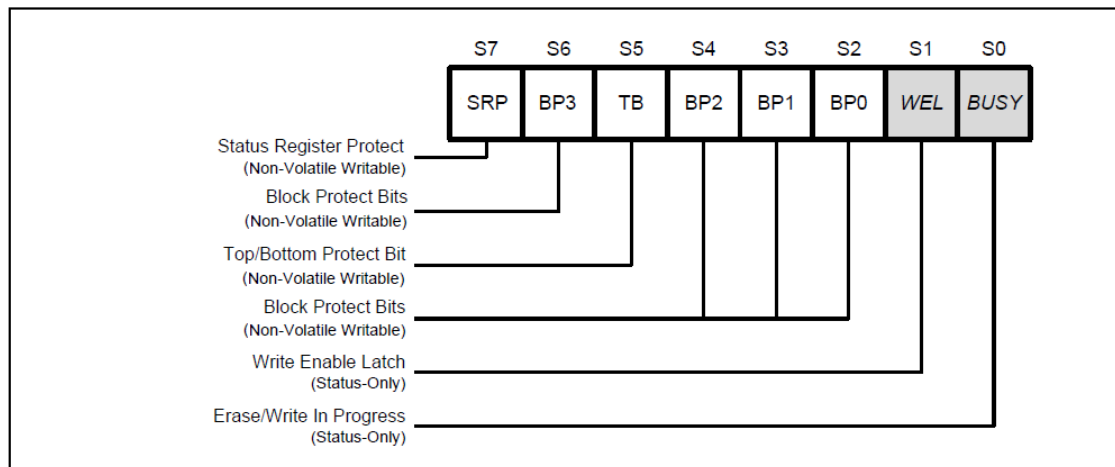 S7 S6 S5 S4 S3 S2 S1 S0
SRP BP3 TB BP2 BP1 BP0 WEL BUSY
Status Register Protect
(Non-Volatile Writable)
Block Protect Bits
(Non-Volatile Writable)
Top/Bottom Protect Bit
(Non-Volatile Writable)
Block Protect Bits
(Non-Volatile Writable)
Write Enable Latch
(Status-Only)
Erase/Write In Progress
(Status-Only)